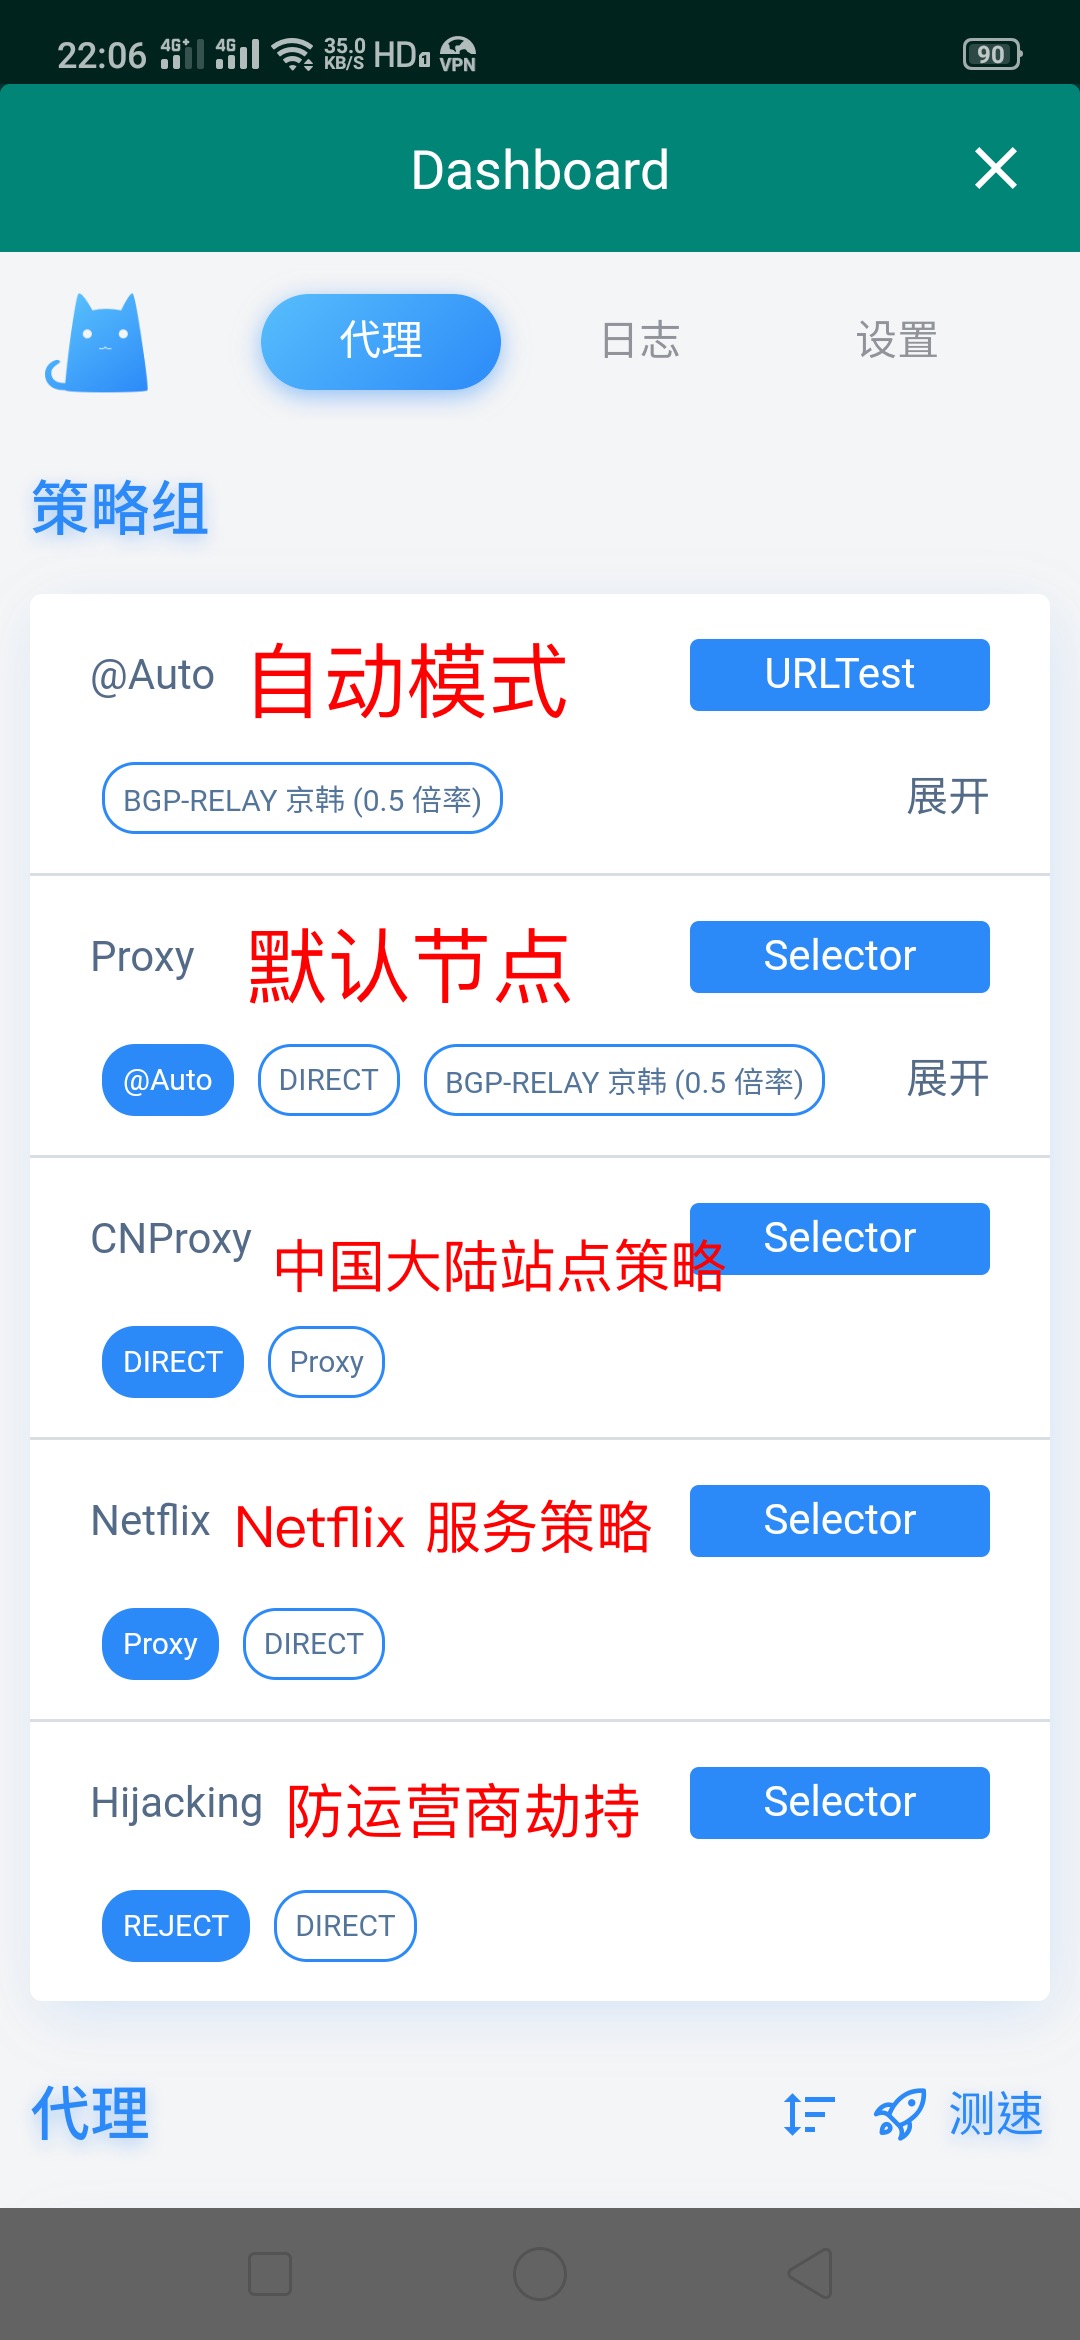 22:06 4G+ 4G 35.0 KB/S HD1 VPN 90
Dashboard
代理 日志 设置
策略组
@Auto 自动模式 URLTest
BGP-RELAY 京韩 (0.5 倍率) 展开
Proxy 默认节点 Selector
@Auto DIRECT BGP-RELAY 京韩 (0.5 倍率) 展开
CNProxy 中国大陆站点策略 Selector
DIRECT Proxy
Netflix Netflix 服务策略 Selector
Proxy DIRECT
Hijacking 防运营商劫持 Selector
REJECT DIRECT
代理 测速